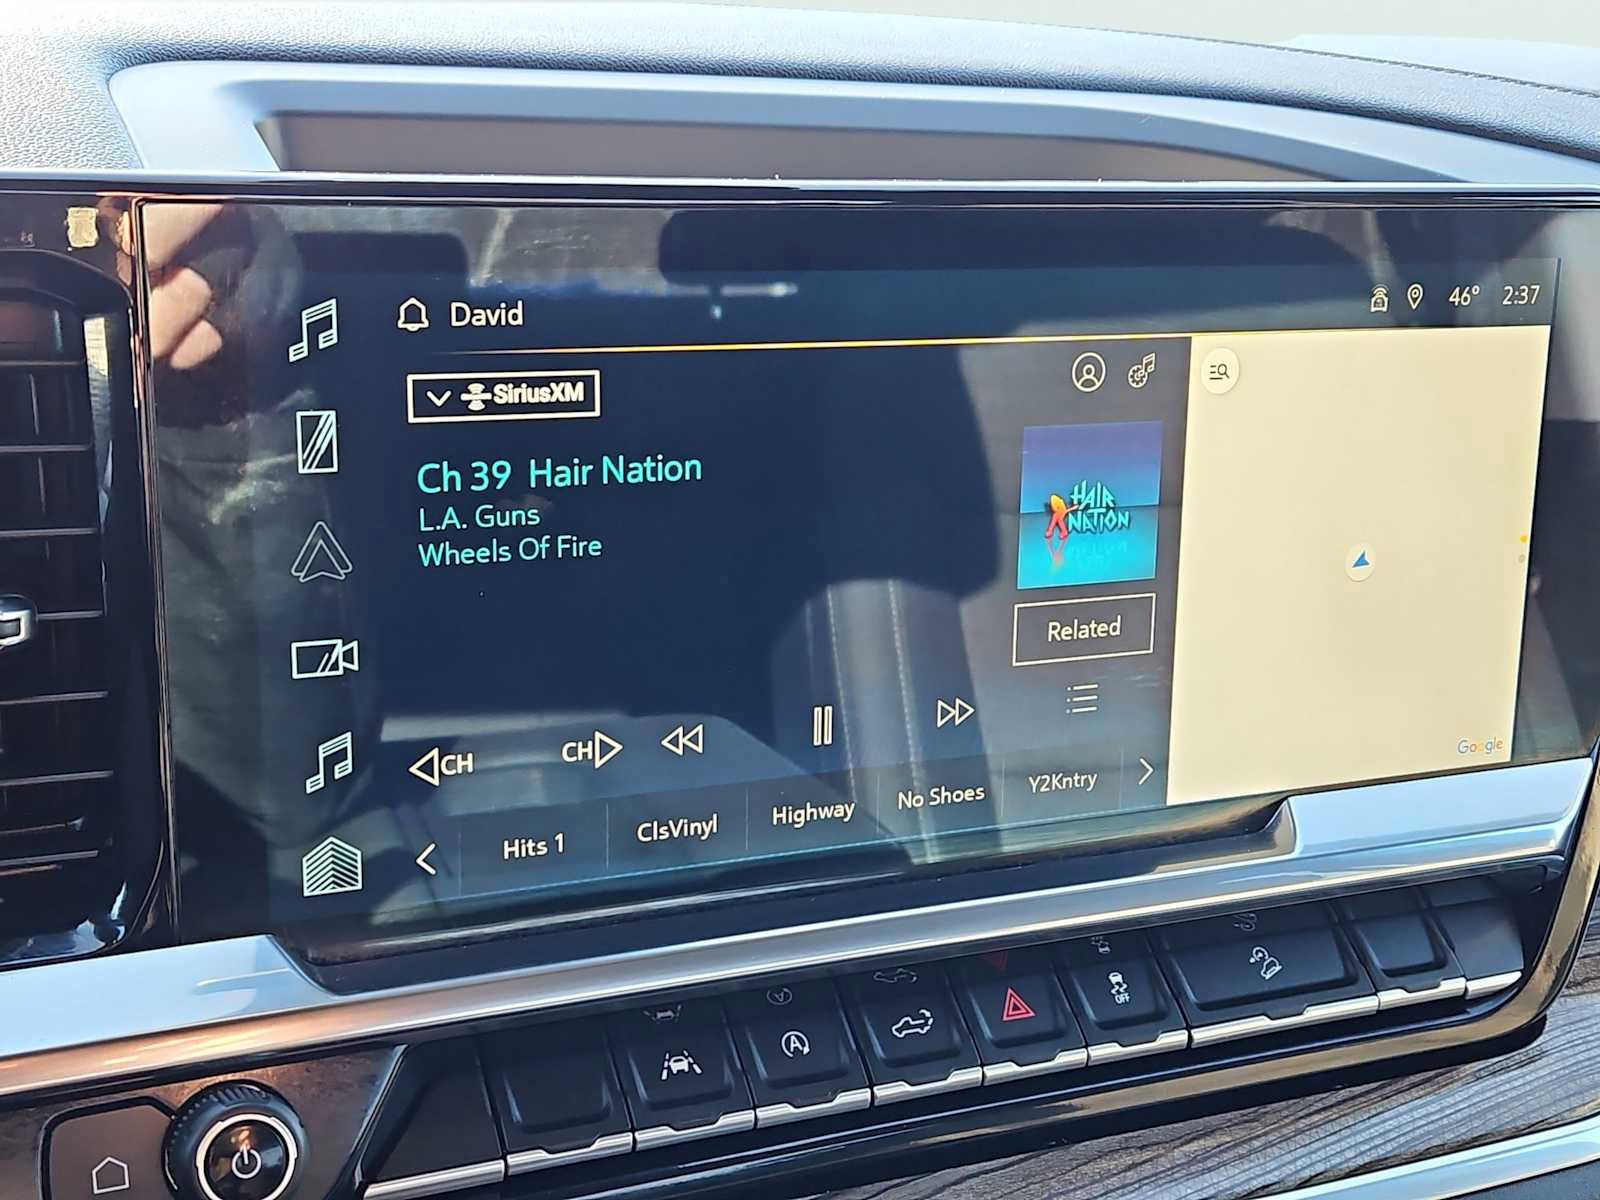 David
46° 2:37
SiriusXM
Ch 39 Hair Nation
L.A. Guns
Wheels Of Fire
HAIR
NATION
Related
CH CH
Hits 1 ClsVinyl Highway No Shoes Y2Kntry
Google
A
OFF